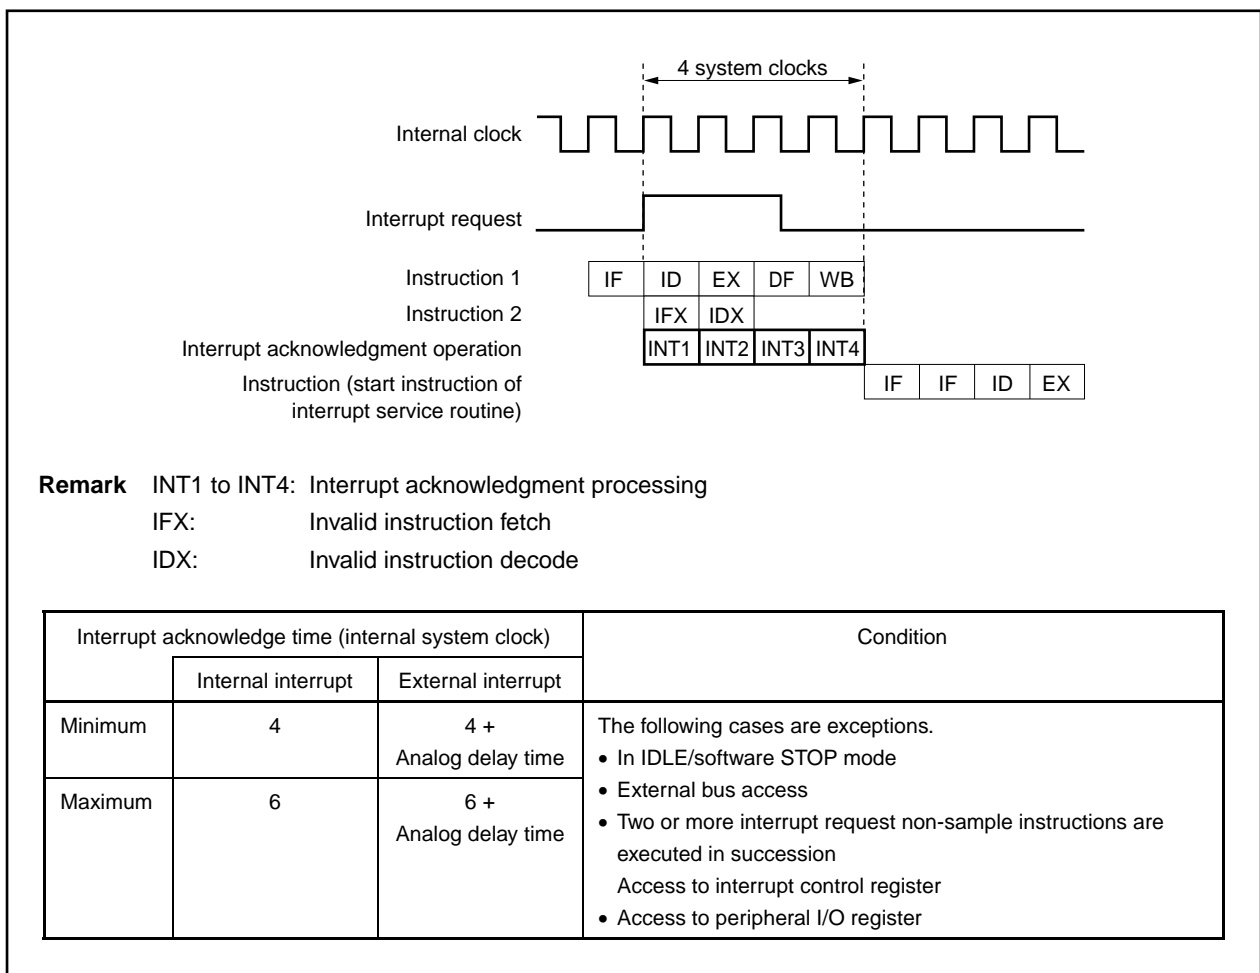 4 system clocks
Internal clock
Interrupt request
Instruction 1 IF ID EX DF WB
Instruction 2 IFX IDX
Interrupt acknowledgment operation INT1 INT2 INT3 INT4
Instruction (start instruction of IF IF ID EX
interrupt service routine)
Remark INT1 to INT4: Interrupt acknowledgment processing
IFX: Invalid instruction fetch
IDX: Invalid instruction decode
Interrupt acknowledge time (internal system clock) Condition
Internal interrupt External interrupt
Minimum 4 4 + The following cases are exceptions.
Analog delay time • In IDLE/software STOP mode
Maximum 6 6 + • External bus access
Analog delay time • Two or more interrupt request non-sample instructions are
executed in succession
Access to interrupt control register
• Access to peripheral I/O register